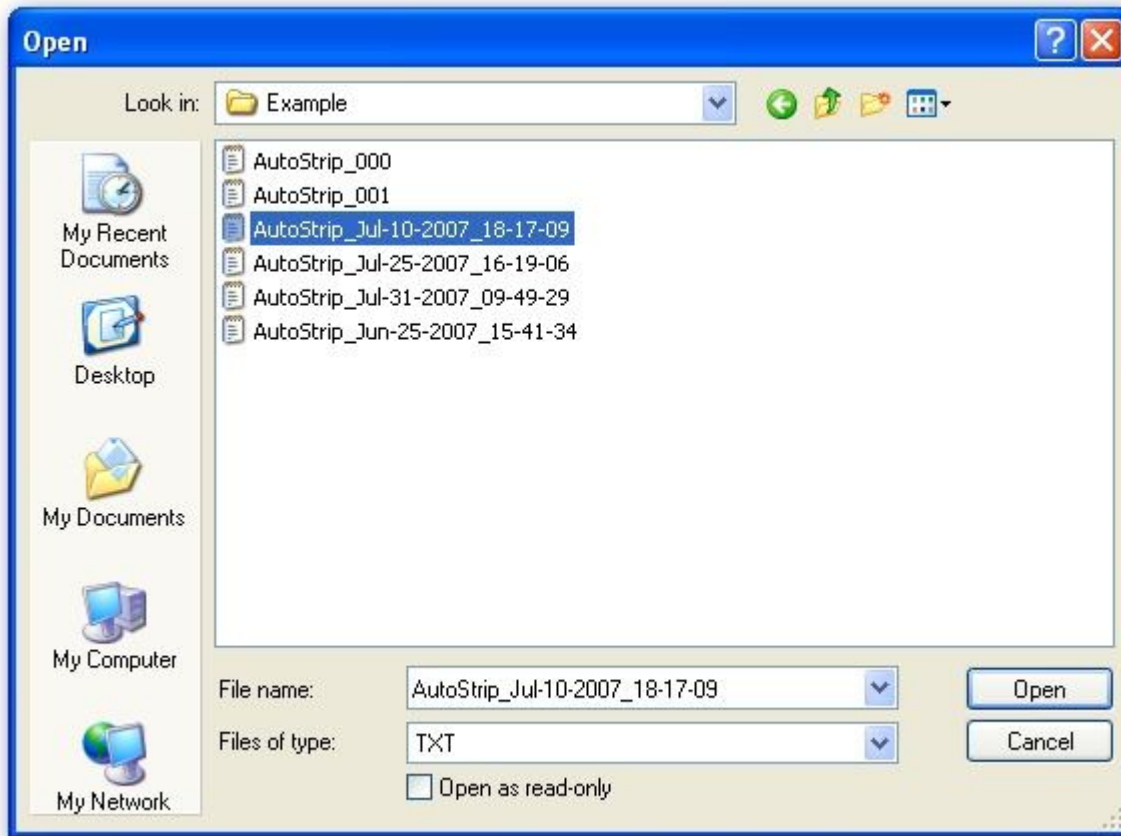 Open
Look in:
Example
My Recent
Documents
Desktop
My Documents
My Computer
My Network
AutoStrip_000
AutoStrip_001
AutoStrip_Jul-10-2007_18-17-09
AutoStrip_Jul-25-2007_16-19-06
AutoStrip_Jul-31-2007_09-49-29
AutoStrip_Jun-25-2007_15-41-34
File name:
AutoStrip_Jul-10-2007_18-17-09
Open
Files of type:
TXT
Cancel
Open as read-only